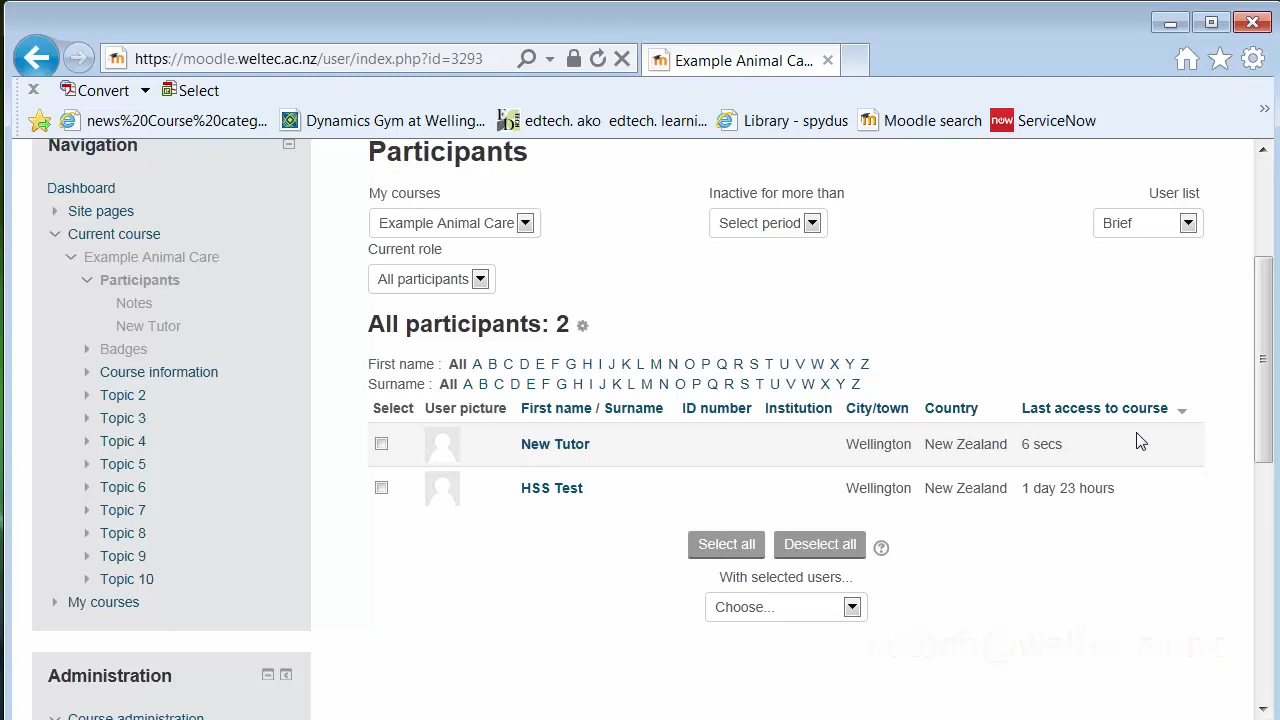 https://moodle.weltec.ac.nz/user/index.php?id=3293
Example Animal Ca...
Convert
Select
news%20Course%20categ...
Dynamics Gym at Welling...
edtech. ako edtech. learni...
Library - spydus
Moodle search
now ServiceNow
Navigation
Dashboard
Site pages
Current course
Example Animal Care
Participants
Notes
New Tutor
Badges
Course information
Topic 2
Topic 3
Topic 4
Topic 5
Topic 6
Topic 7
Topic 8
Topic 9
Topic 10
My courses
Administration
Course administration
Participants
My courses
Inactive for more than
User list
Example Animal Care
Select period
Brief
Current role
All participants
All participants: 2
First name : All A B C D E F G H I J K L M N O P Q R S T U V W X Y Z
Surname : All A B C D E F G H I J K L M N O P Q R S T U V W X Y Z
Select User picture First name / Surname ID number Institution City/town Country Last access to course
New Tutor Wellington New Zealand 6 secs
HSS Test Wellington New Zealand 1 day 23 hours
Select all Deselect all ?
With selected users...
Choose...